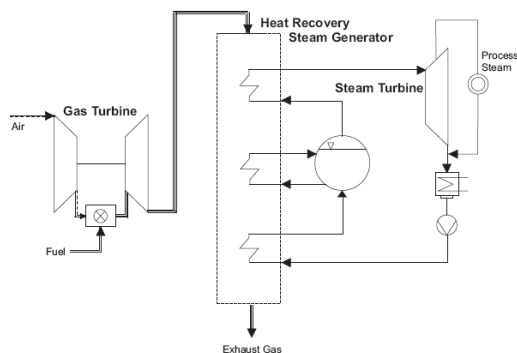 Heat Recovery
Steam Generator
Process
Steam
Steam Turbine
Gas Turbine
Air
Fuel
Exhaust Gas